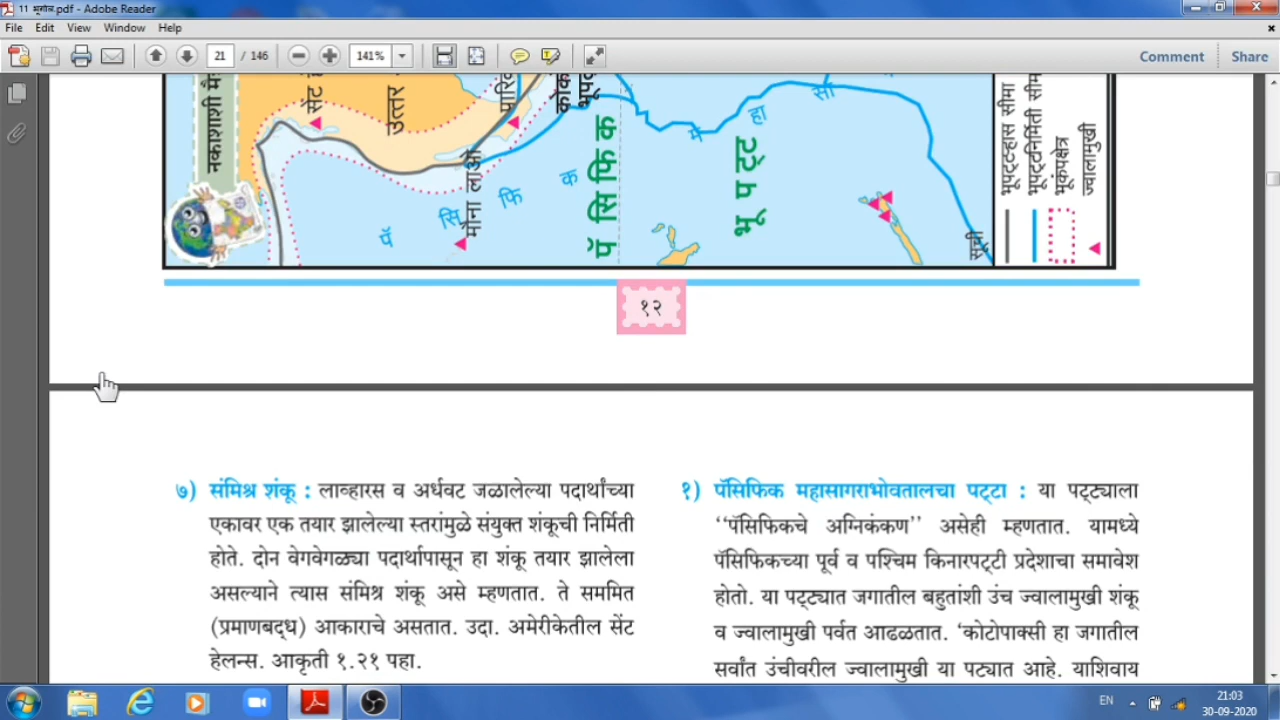 11 भूगोल.pdf - Adobe Reader
File Edit View Window Help
21 / 146 141% Comment Share
नकाशाशी मै
सेंट
उत्तर
पारि
कोक
भूपट
मौना लाओ
पॅ सि फि क
म हा सा
पॅ सि फि क
भू प ट्ट
सूची
भूपट्टऱ्हास सीमा
भूपट्टनिर्मिती सीम
भूकंपक्षेत्र
ज्वालामुखी
१२
७) संमिश्र शंकू : लाव्हारस व अर्धवट जळालेल्या पदार्थांच्या
एकावर एक तयार झालेल्या स्तरांमुळे संयुक्त शंकूची निर्मिती
होते. दोन वेगवेगळ्या पदार्थापासून हा शंकू तयार झालेला
असल्याने त्यास संमिश्र शंकू असे म्हणतात. ते सममित
(प्रमाणबद्ध) आकाराचे असतात. उदा. अमेरीकेतील सेंट
हेलन्स. आकृती १.२१ पहा.
१) पॅसिफिक महासागराभोवतालचा पट्टा : या पट्ट्याला
‘‘पॅसिफिकचे अग्निकंकण’’ असेही म्हणतात. यामध्ये
पॅसिफिकच्या पूर्व व पश्चिम किनारपट्टी प्रदेशाचा समावेश
होतो. या पट्ट्यात जगातील बहुतांशी उंच ज्वालामुखी शंकू
व ज्वालामुखी पर्वत आढळतात. ‘कोटोपाक्सी हा जगातील
सर्वांत उंचीवरील ज्वालामुखी या पट्यात आहे. याशिवाय
EN 21:03
30-09-2020